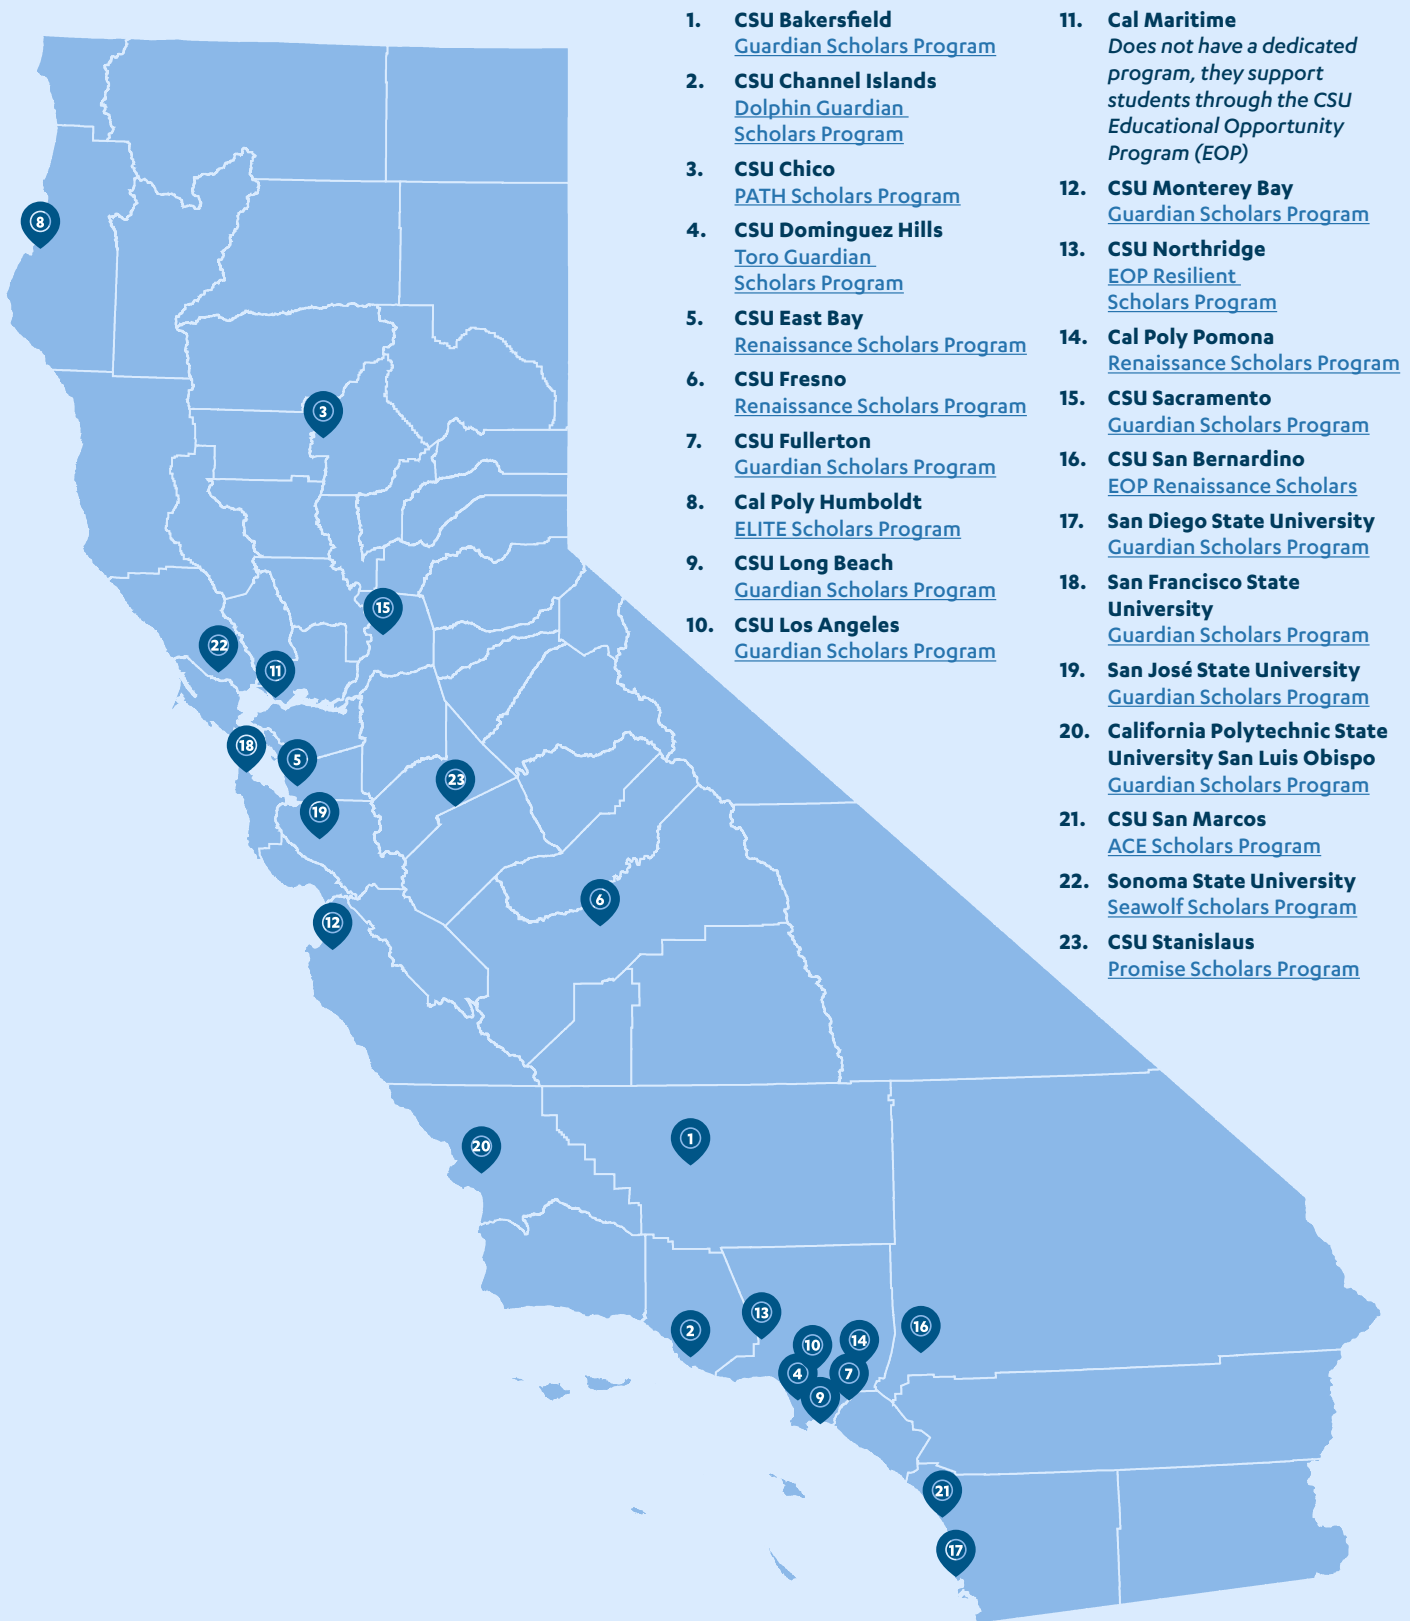 1. CSU Bakersfield
Guardian Scholars Program
2. CSU Channel Islands
Dolphin Guardian
Scholars Program
3. CSU Chico
PATH Scholars Program
4. CSU Dominguez Hills
Toro Guardian
Scholars Program
5. CSU East Bay
Renaissance Scholars Program
6. CSU Fresno
Renaissance Scholars Program
7. CSU Fullerton
Guardian Scholars Program
8. Cal Poly Humboldt
ELITE Scholars Program
9. CSU Long Beach
Guardian Scholars Program
10. CSU Los Angeles
Guardian Scholars Program
11. Cal Maritime
Does not have a dedicated
program, they support
students through the CSU
Educational Opportunity
Program (EOP)
12. CSU Monterey Bay
Guardian Scholars Program
13. CSU Northridge
EOP Resilient
Scholars Program
14. Cal Poly Pomona
Renaissance Scholars Program
15. CSU Sacramento
Guardian Scholars Program
16. CSU San Bernardino
EOP Renaissance Scholars
17. San Diego State University
Guardian Scholars Program
18. San Francisco State
University
Guardian Scholars Program
19. San José State University
Guardian Scholars Program
20. California Polytechnic State
University San Luis Obispo
Guardian Scholars Program
21. CSU San Marcos
ACE Scholars Program
22. Sonoma State University
Seawolf Scholars Program
23. CSU Stanislaus
Promise Scholars Program
8
3
15
22
11
18
5
23
19
6
12
1
20
13
2
16
10
14
4
7
9
21
17